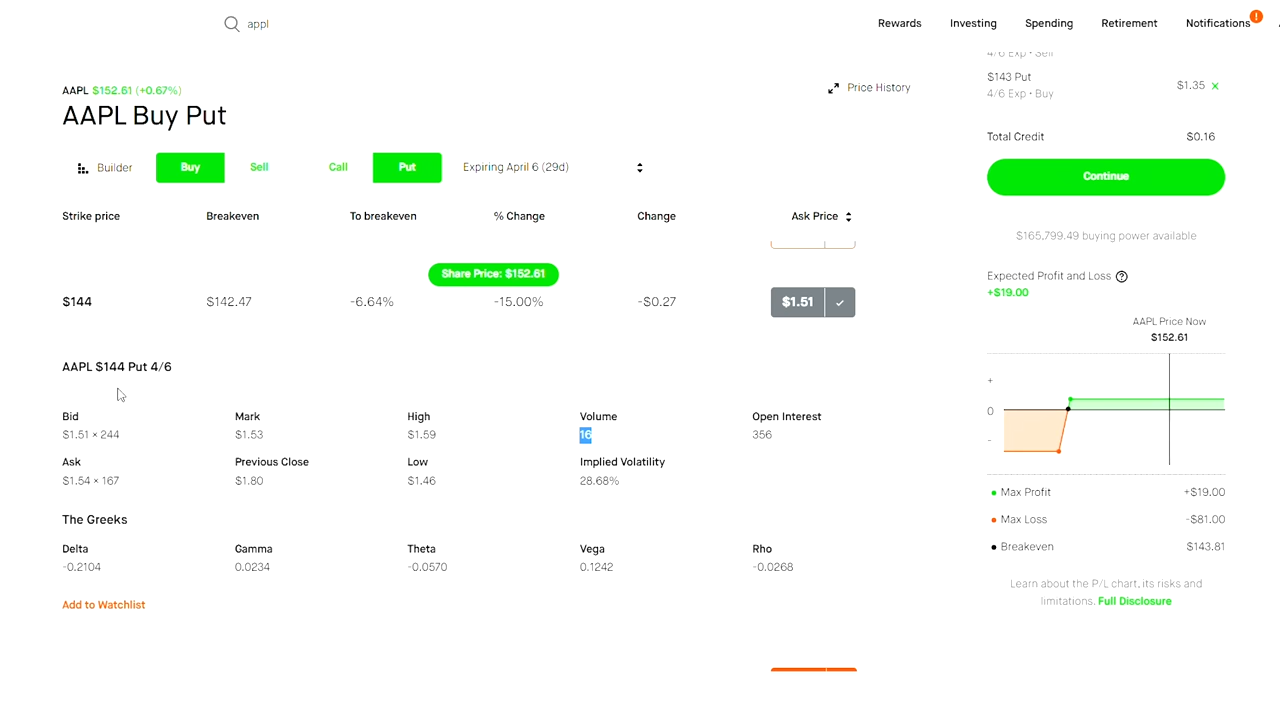 appl
Rewards
Investing
Spending
Retirement
Notifications
!
AAPL $152.61 (+0.67%)
AAPL Buy Put
Price History
Builder
Buy
Sell
Call
Put
Expiring April 6 (29d)
Strike price
Breakeven
To breakeven
% Change
Change
Ask Price
Share Price: $152.61
$144
$142.47
-6.64%
-15.00%
-$0.27
$1.51
AAPL $144 Put 4/6
Bid
Mark
High
Volume
Open Interest
$1.51 × 244
$1.53
$1.59
16
356
Ask
Previous Close
Low
Implied Volatility
$1.54 × 167
$1.80
$1.46
28.68%
The Greeks
Delta
Gamma
Theta
Vega
Rho
-0.2104
0.0234
-0.0570
0.1242
-0.0268
Add to Watchlist
4/6 Exp • Sell
$143 Put
4/6 Exp • Buy
$1.35
Total Credit
$0.16
Continue
$165,799.49 buying power available
Expected Profit and Loss
?
+$19.00
AAPL Price Now
$152.61
+
0
-
Max Profit
+$19.00
Max Loss
-$81.00
Breakeven
$143.81
Learn about the P/L chart, its risks and
limitations. Full Disclosure